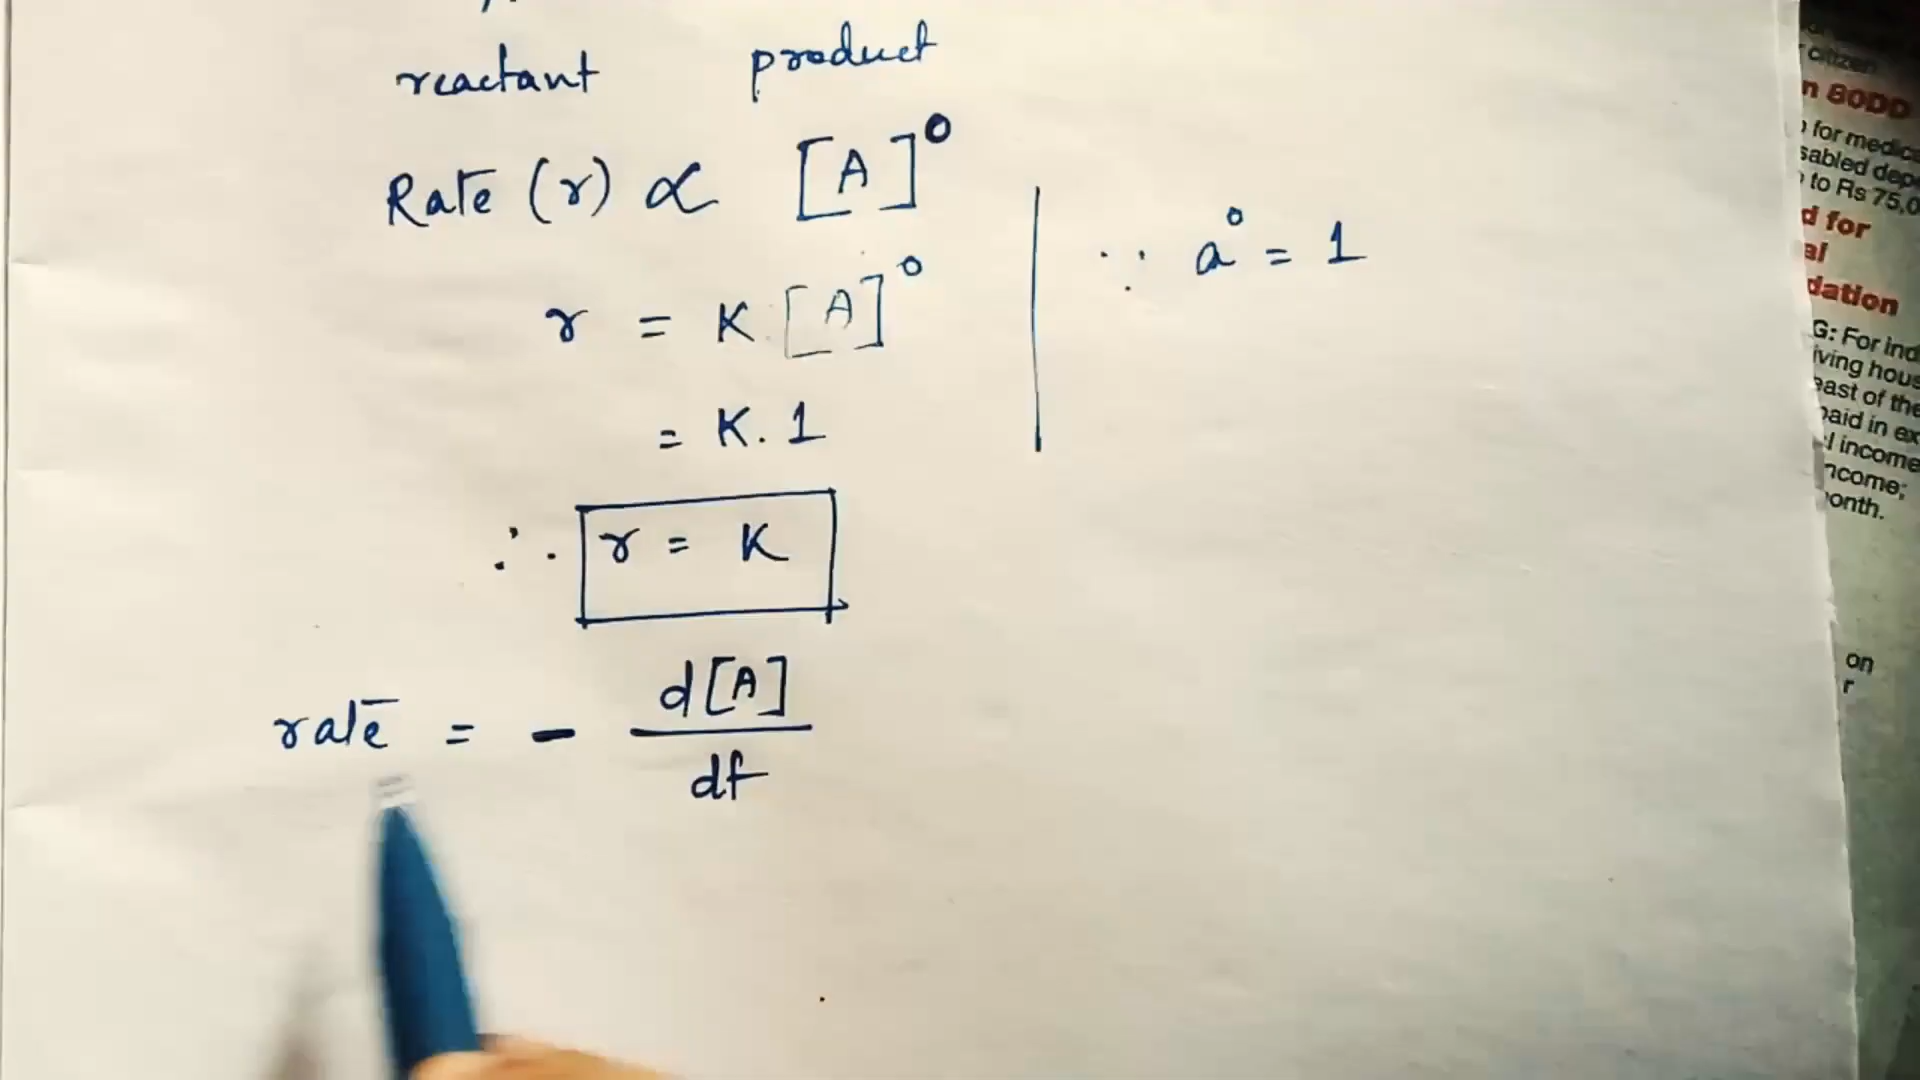 reactant product
Rate (r) ∝ [A]⁰
r = K [A]⁰
∵ a⁰ = 1
= K. 1
∴ r = K
rate = - d[A]
dt
citizen
n 80DD
for medic
sabled dep
to Rs 75,0
d for
al
dation
G: For ind
iving hous
east of the
paid in ex
income
ncome;
onth.
on
r